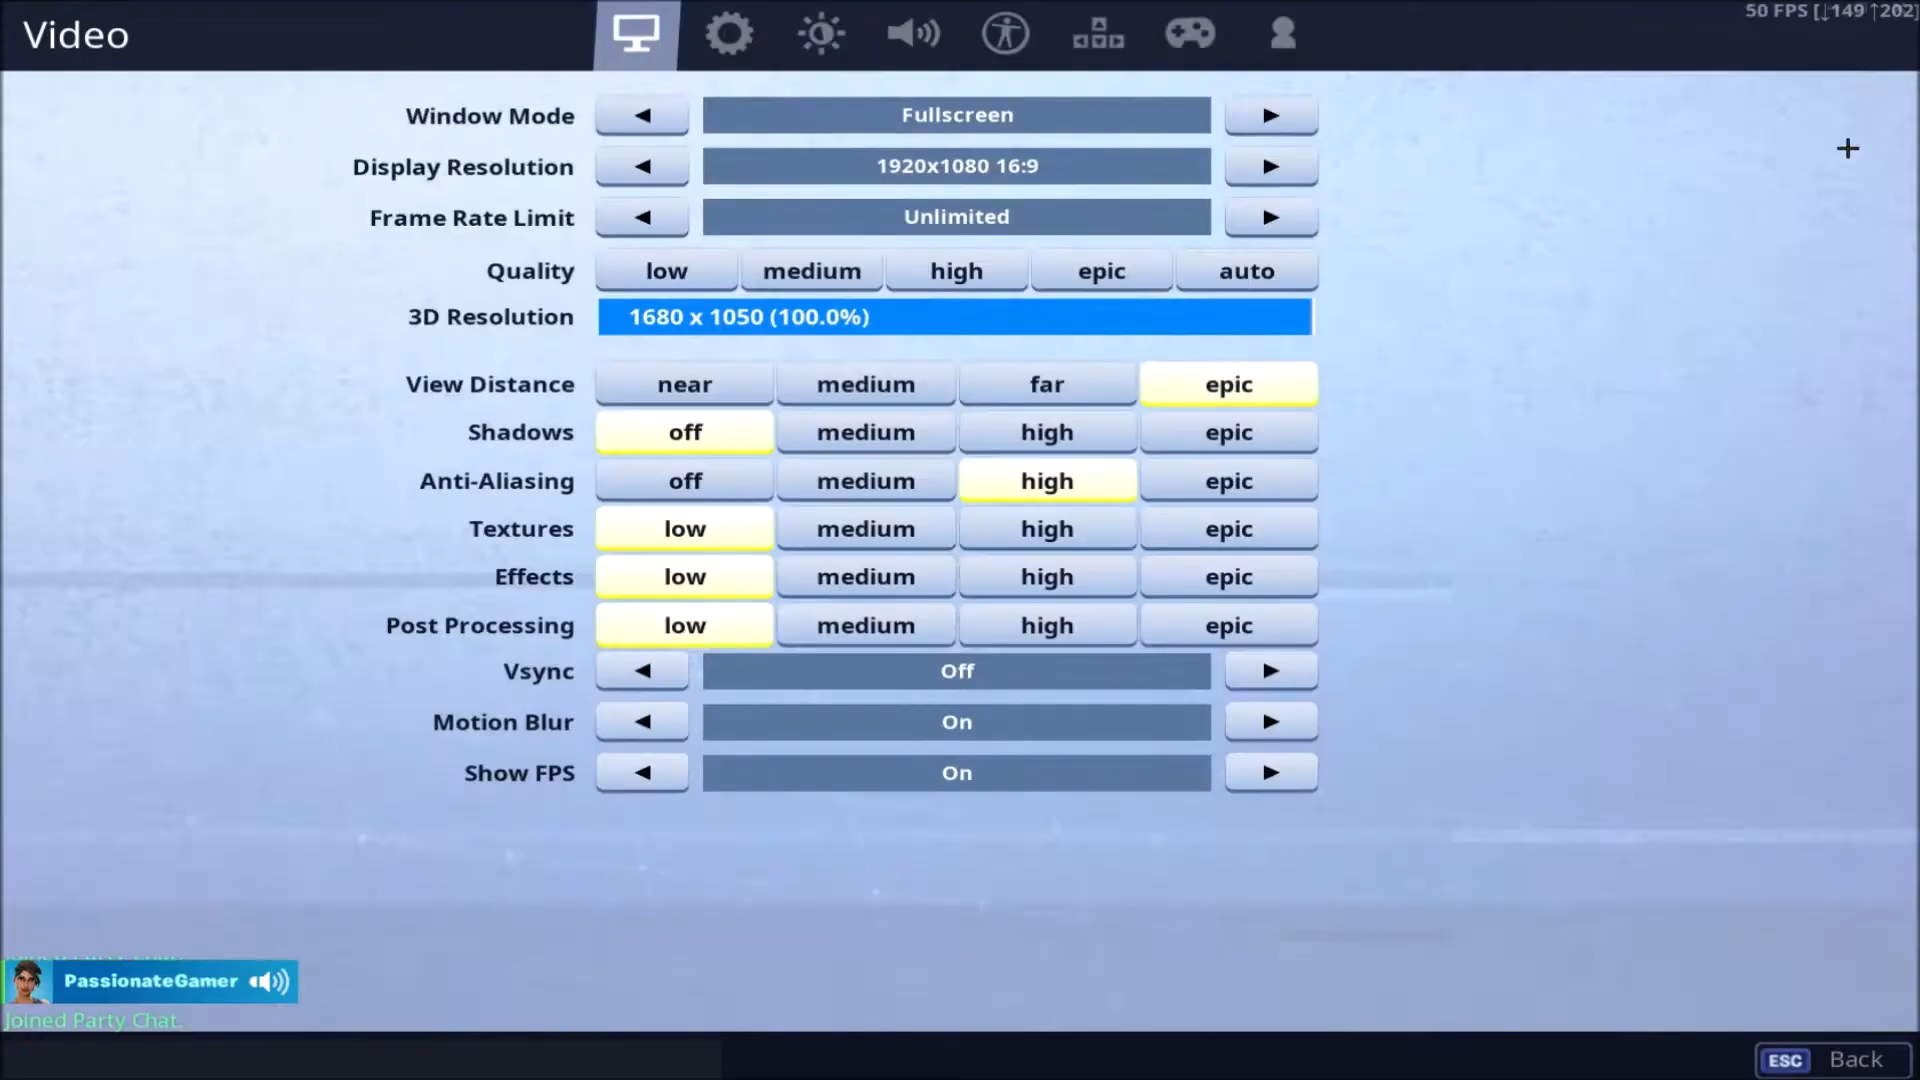 Video
50 FPS [↓149 ↑202]
Window Mode ◀ Fullscreen ▶
Display Resolution ◀ 1920x1080 16:9 ▶
Frame Rate Limit ◀ Unlimited ▶
Quality low medium high epic auto
3D Resolution 1680 x 1050 (100.0%)
View Distance near medium far epic
Shadows off medium high epic
Anti-Aliasing off medium high epic
Textures low medium high epic
Effects low medium high epic
Post Processing low medium high epic
Vsync ◀ Off ▶
Motion Blur ◀ On ▶
Show FPS ◀ On ▶
PassionateGamer
Joined Party Chat.
ESC Back